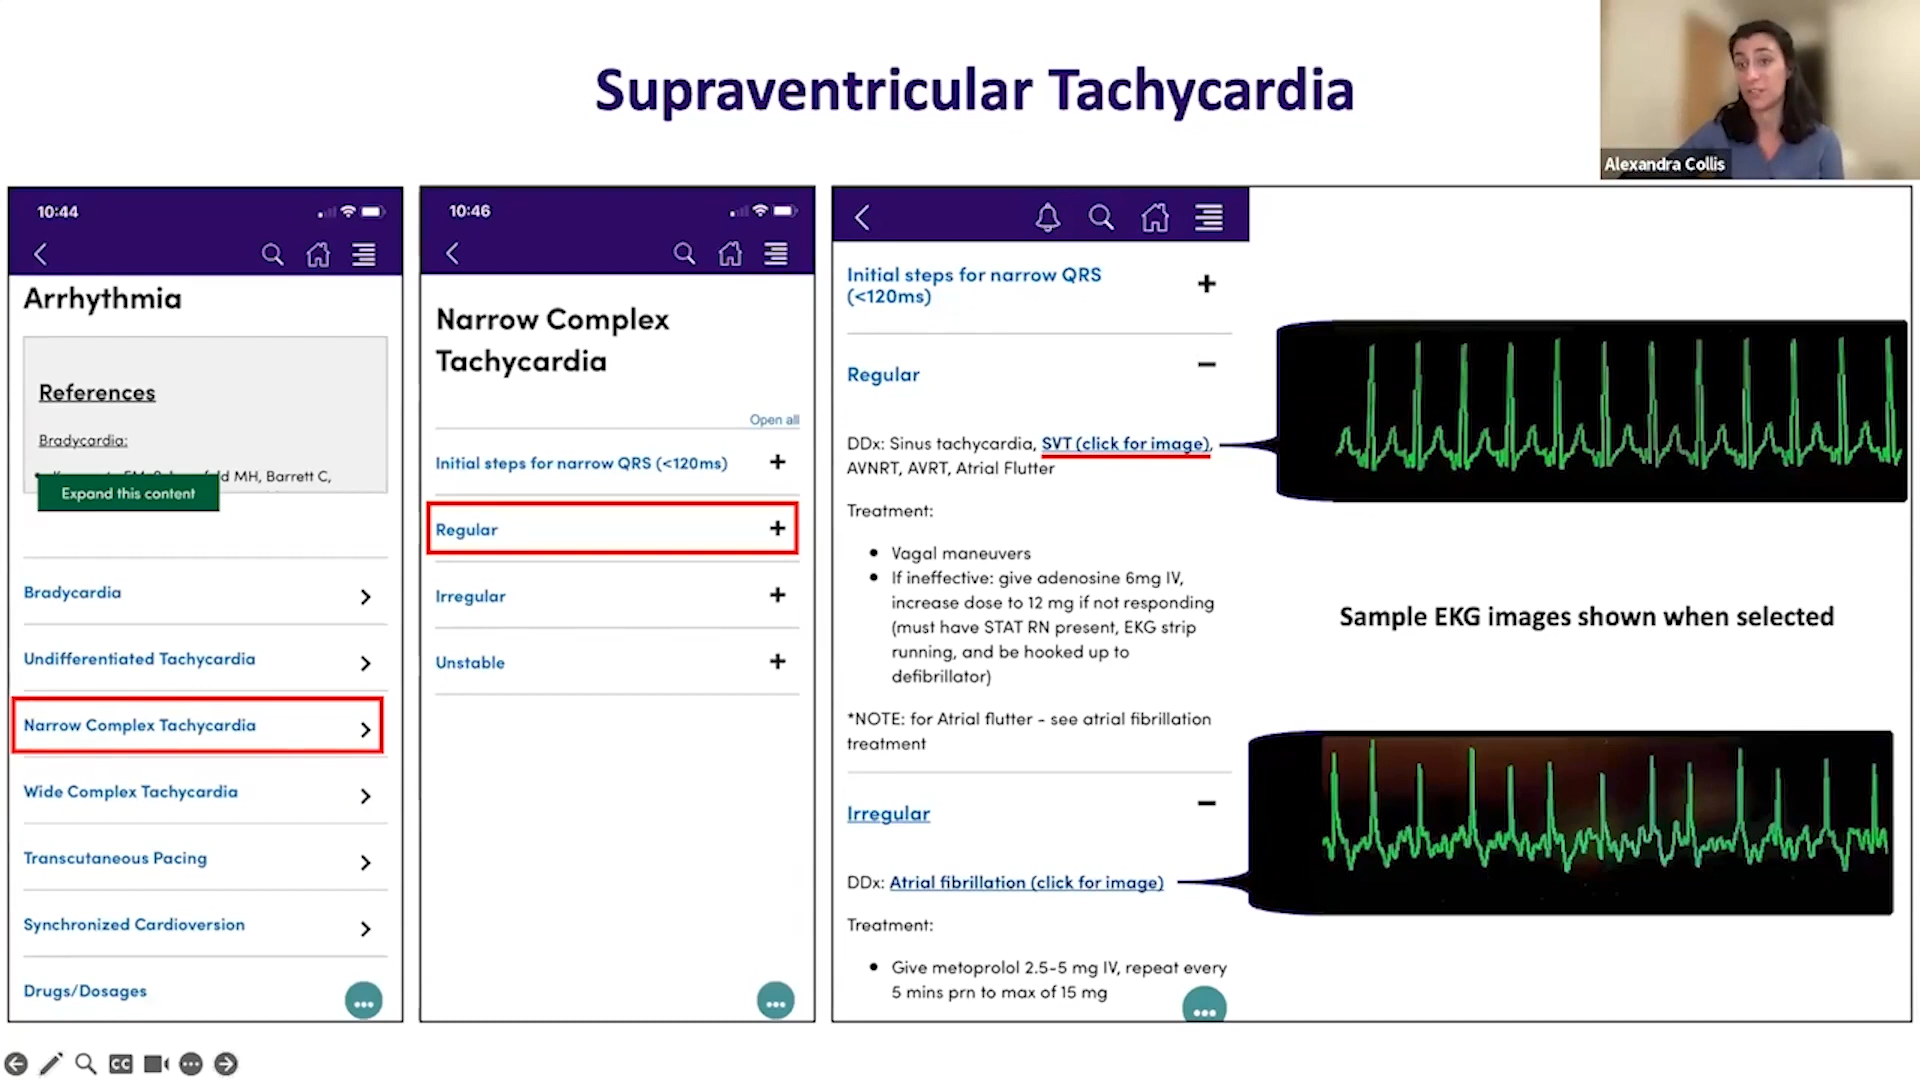 Supraventricular Tachycardia
Alexandra Collis
10:44
Arrhythmia
References
Bradycardia:
d MH, Barrett C,
Expand this content
Bradycardia
Undifferentiated Tachycardia
Narrow Complex Tachycardia
Wide Complex Tachycardia
Transcutaneous Pacing
Synchronized Cardioversion
Drugs/Dosages
10:46
Narrow Complex
Tachycardia
Open all
Initial steps for narrow QRS (<120ms)
Regular
Irregular
Unstable
Initial steps for narrow QRS
(<120ms)
Regular
DDx: Sinus tachycardia, SVT (click for image),
AVNRT, AVRT, Atrial Flutter
Treatment:
• Vagal maneuvers
• If ineffective: give adenosine 6mg IV,
increase dose to 12 mg if not responding
(must have STAT RN present, EKG strip
running, and be hooked up to
defibrillator)
*NOTE: for Atrial flutter - see atrial fibrillation
treatment
Irregular
DDx: Atrial fibrillation (click for image)
Treatment:
• Give metoprolol 2.5-5 mg IV, repeat every
5 mins prn to max of 15 mg
Sample EKG images shown when selected
CC